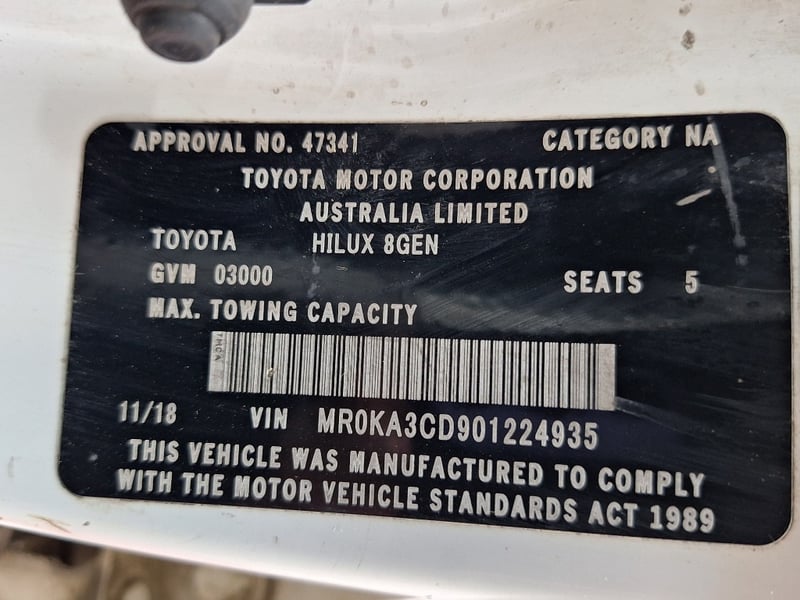 APPROVAL NO. 47341 CATEGORY NA
TOYOTA MOTOR CORPORATION
AUSTRALIA LIMITED
TOYOTA HILUX 8GEN
GVM 03000 SEATS 5
MAX. TOWING CAPACITY
TMCA
11/18 VIN MR0KA3CD901224935
THIS VEHICLE WAS MANUFACTURED TO COMPLY
WITH THE MOTOR VEHICLE STANDARDS ACT 1989